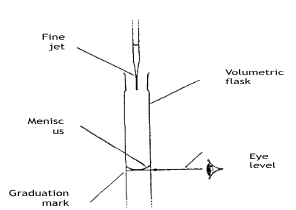 Fine
jet
Volumetric
flask
Menisc
us
Eye
level
Graduation
mark